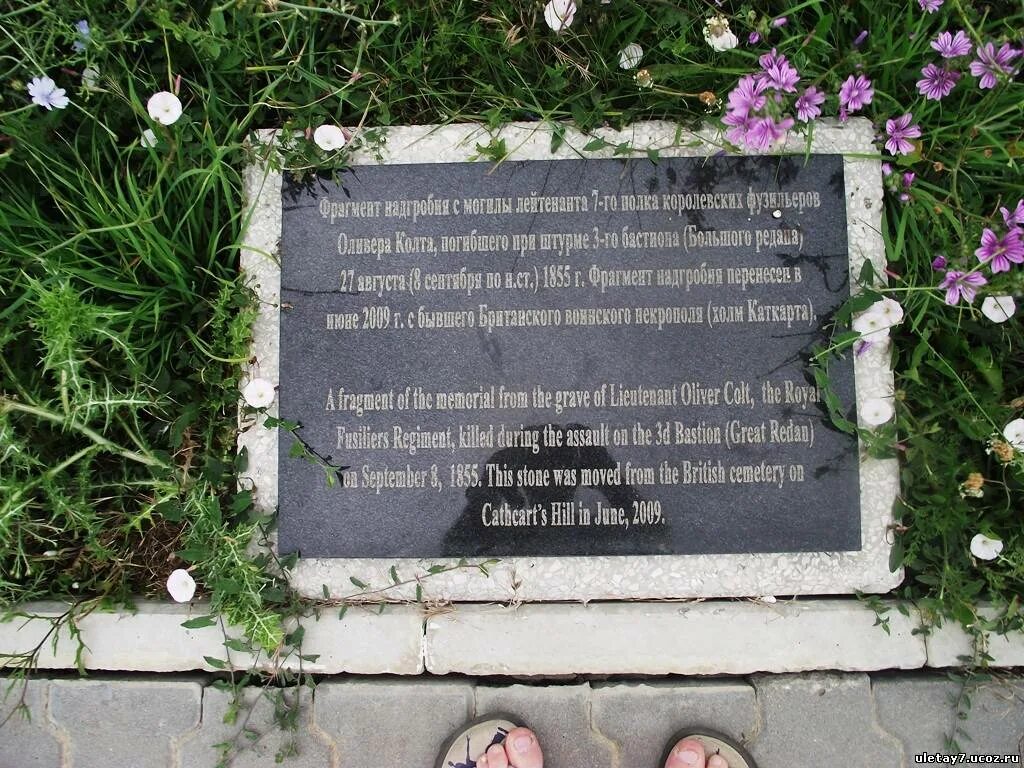 Фрагмент надгробия с могилы лейтенанта 7-го полка королевских фузильеров
Оливера Колта, погибшего при штурме 3-го бастиона (Большого редана)
27 августа (8 сентября по н.ст.) 1855 г. Фрагмент надгробия перенесен в
июне 2009 г. с бывшего Британского воинского некрополя (холм Каткарта).
A fragment of the memorial from the grave of Lieutenant Oliver Colt, the Royal
Fusiliers Regiment, killed during the assault on the 3d Bastion (Great Redan)
on September 8, 1855. This stone was moved from the British cemetery on
Cathcart's Hill in June, 2009.
uletay7.ucoz.ru